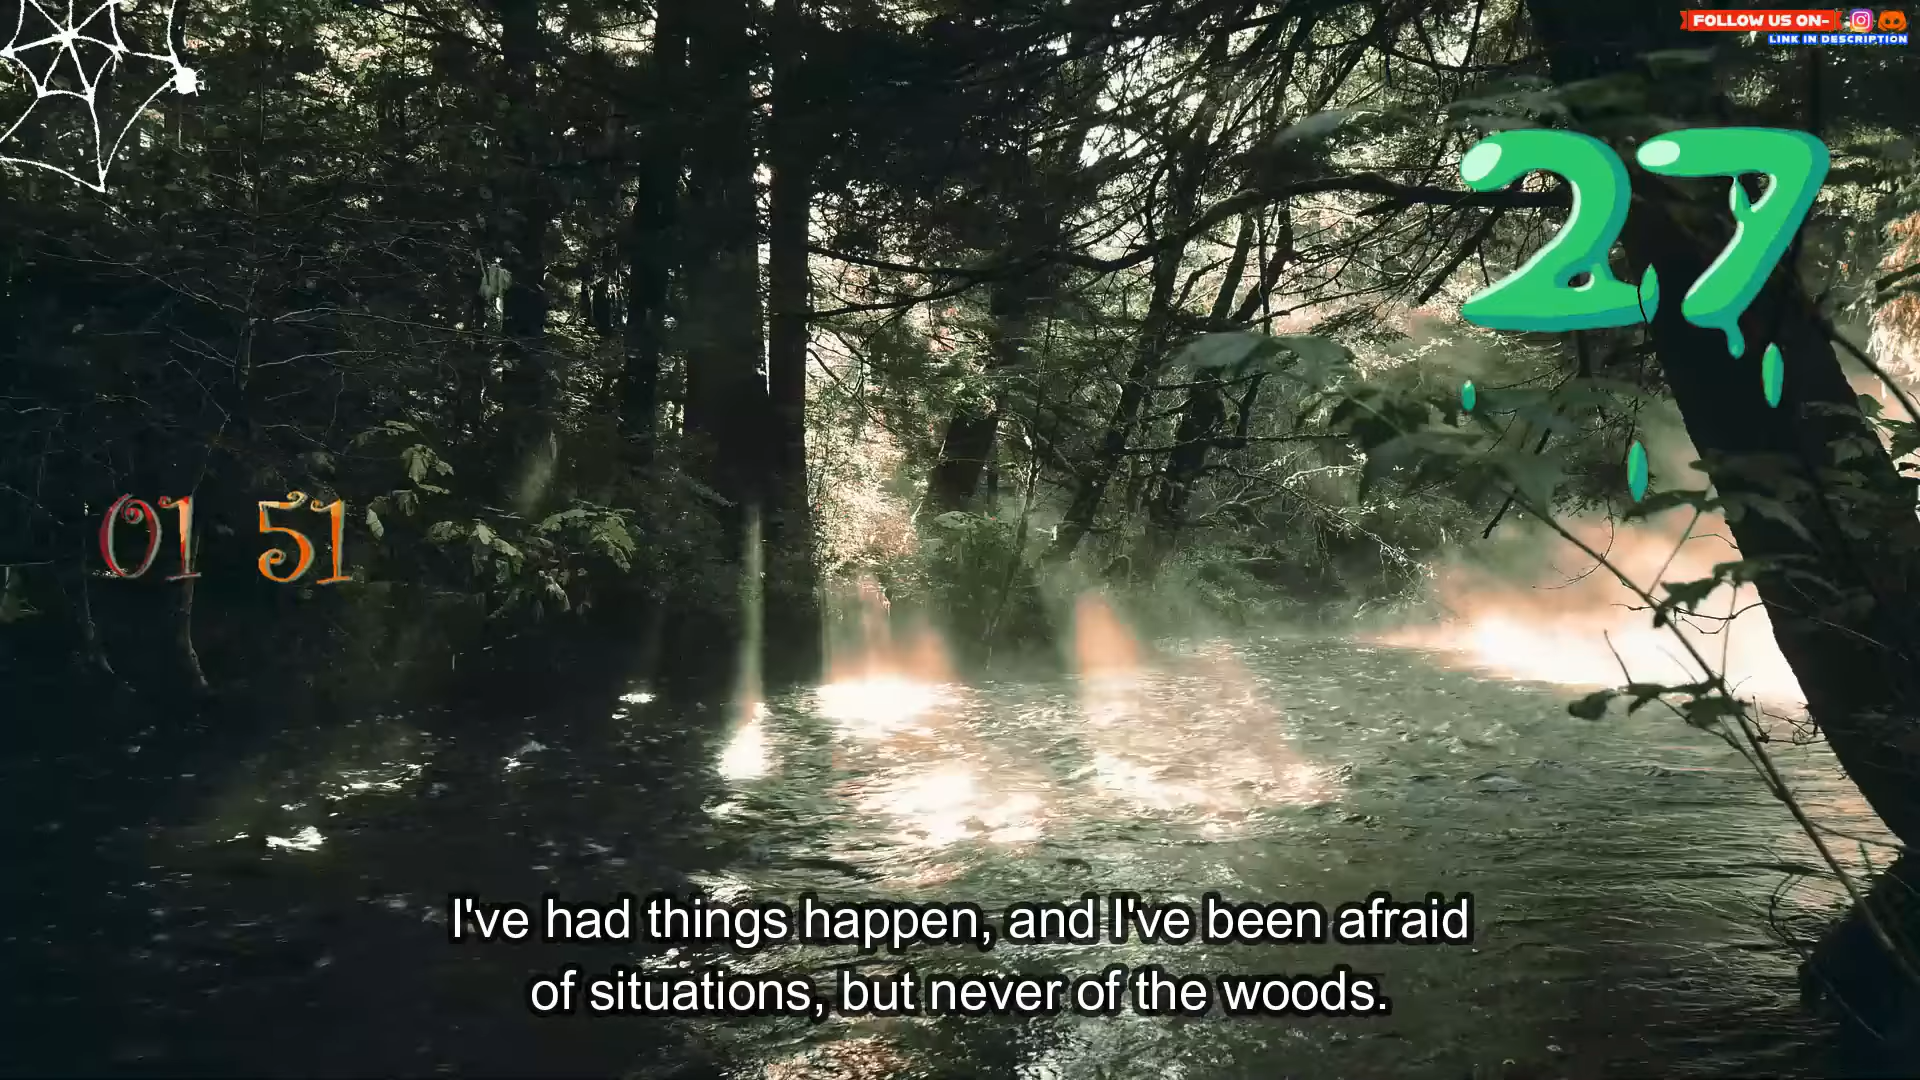 FOLLOW US ON-
LINK IN DESCRIPTION
27
01 51
I've had things happen, and I've been afraid
of situations, but never of the woods.